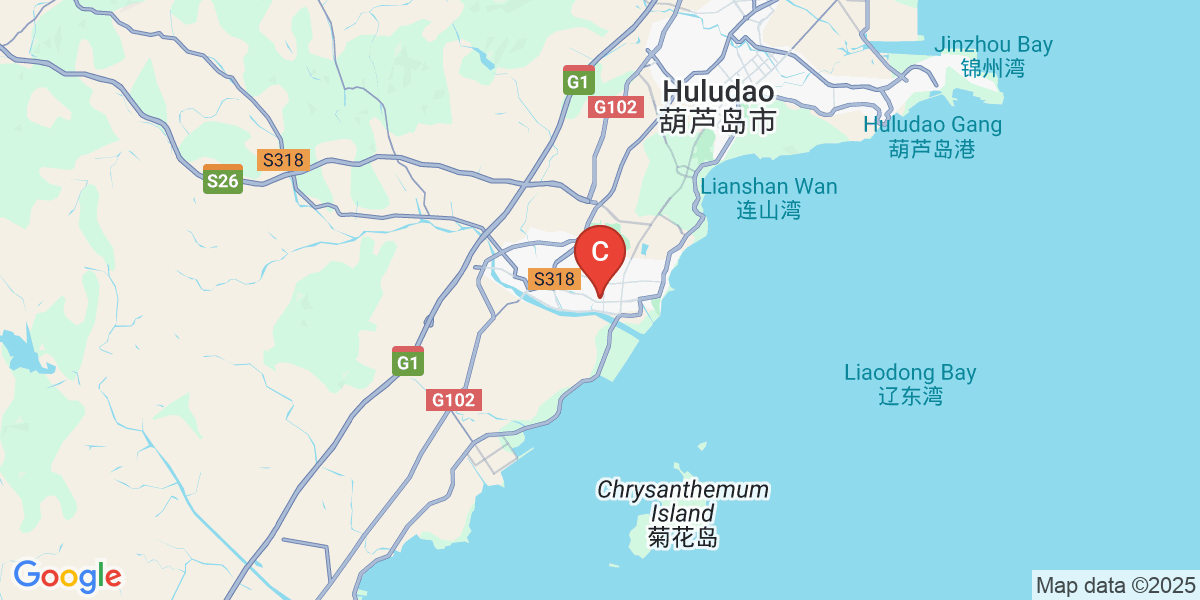 Jinzhou Bay
锦州湾
G1
Huludao
葫芦岛市
G102
Huludao Gang
葫芦岛港
S318
S26
Lianshan Wan
连山湾
C
S318
G1
Liaodong Bay
辽东湾
G102
Chrysanthemum
Island
菊花岛
Google
Map data ©2025